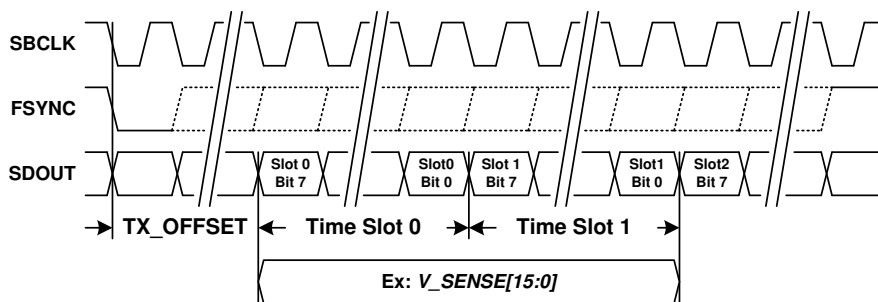 SBCLK
FSYNC
SDOUT
Slot 0
Bit 7
Slot0
Bit 0
Slot 1
Bit 7
Slot1
Bit 0
Slot2
Bit 7
TX_OFFSET
Time Slot 0
Time Slot 1
Ex: V_SENSE[15:0]